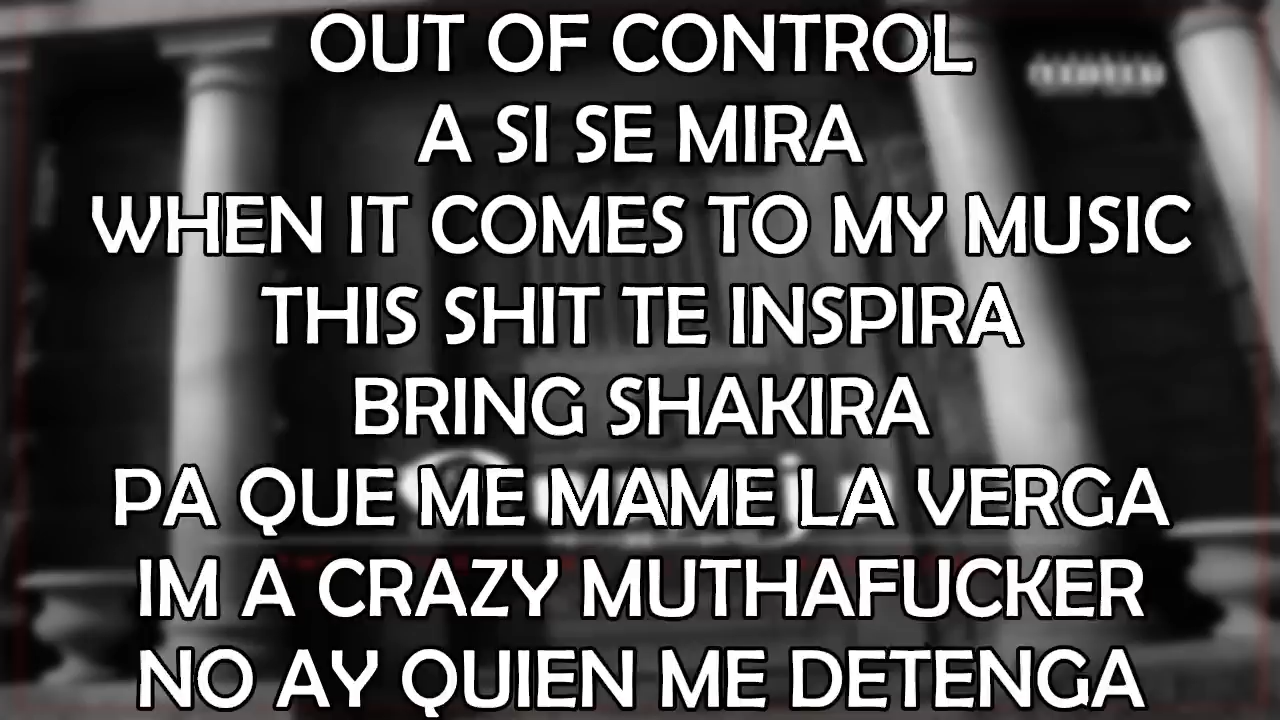 OUT OF CONTROL
A SI SE MIRA
WHEN IT COMES TO MY MUSIC
THIS SHIT TE INSPIRA
BRING SHAKIRA
PA QUE ME MAME LA VERGA
IM A CRAZY MUTHAFUCKER
NO AY QUIEN ME DETENGA